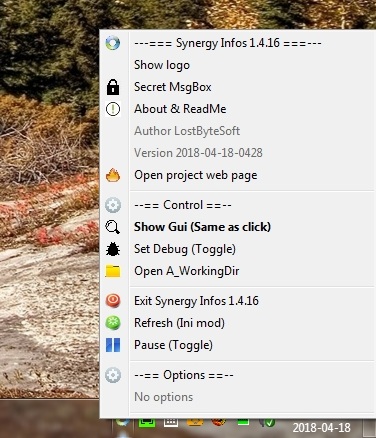 ---=== Synergy Infos 1.4.16 ===---
Show logo
Secret MsgBox
About & ReadMe
Author LostByteSoft
Version 2018-04-18-0428
Open project web page
--== Control ==--
Show Gui (Same as click)
Set Debug (Toggle)
Open A_WorkingDir
Exit Synergy Infos 1.4.16
Refresh (Ini mod)
Pause (Toggle)
--== Options ==--
No options
2018-04-18